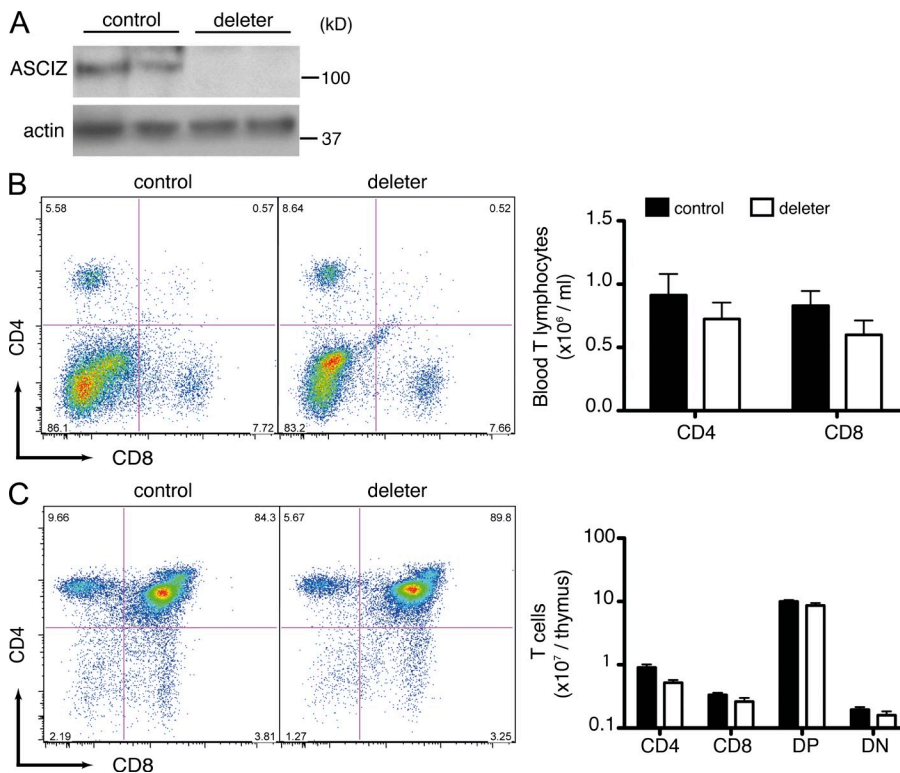 A
control deleter (kD)
ASCIZ
100
actin
37
B
control deleter
5.58 0.57 8.64 0.52
CD4
86.1 7.72 83.2 7.66
CD8
control deleter
Blood T lymphocytes
(x10⁶ / ml)
1.5
1.0
0.5
0.0
CD4 CD8
C
control deleter
9.66 84.3 5.67 89.8
CD4
2.19 3.81 1.27 3.25
CD8
T cells
(x10⁷ / thymus)
100
10
1
0.1
CD4 CD8 DP DN